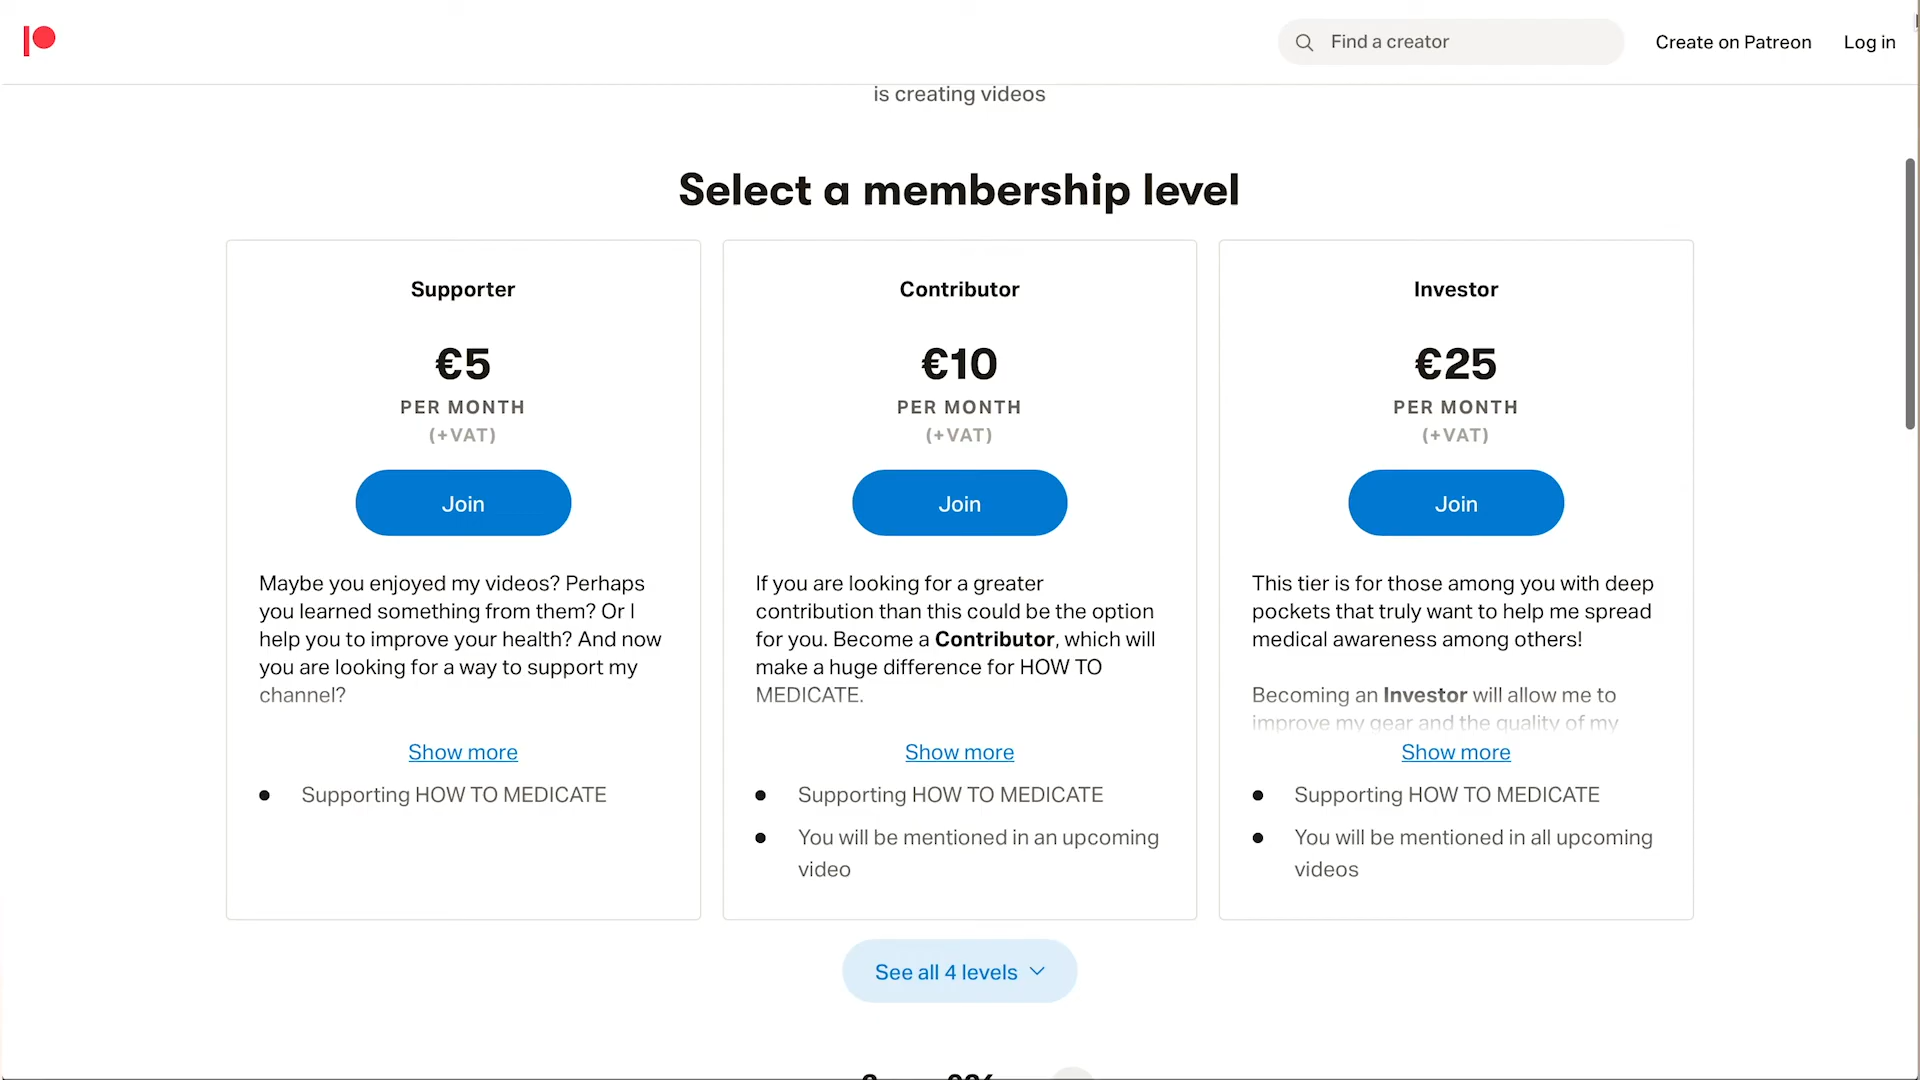 Find a creator
Create on Patreon
Log in
is creating videos
Select a membership level
Supporter
€5
PER MONTH
(+VAT)
Join
Maybe you enjoyed my videos? Perhaps
you learned something from them? Or I
help you to improve your health? And now
you are looking for a way to support my
channel?
Show more
Supporting HOW TO MEDICATE
Contributor
€10
PER MONTH
(+VAT)
Join
If you are looking for a greater
contribution than this could be the option
for you. Become a Contributor, which will
make a huge difference for HOW TO
MEDICATE.
Show more
Supporting HOW TO MEDICATE
You will be mentioned in an upcoming
video
Investor
€25
PER MONTH
(+VAT)
Join
This tier is for those among you with deep
pockets that truly want to help me spread
medical awareness among others!
Becoming an Investor will allow me to
improve my gear and the quality of my
Show more
Supporting HOW TO MEDICATE
You will be mentioned in all upcoming
videos
See all 4 levels